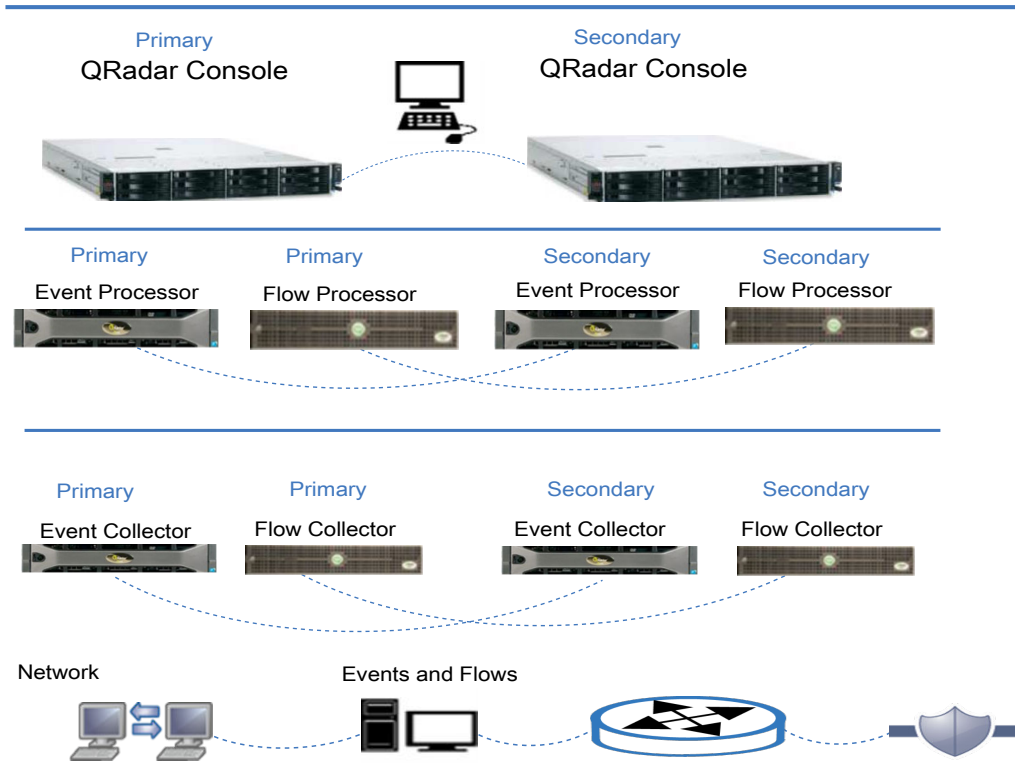 Primary
QRadar Console
Secondary
QRadar Console
Primary
Event Processor
Primary
Flow Processor
Secondary
Event Processor
Secondary
Flow Processor
Primary
Event Collector
Primary
Flow Collector
Secondary
Event Collector
Secondary
Flow Collector
Network
Events and Flows